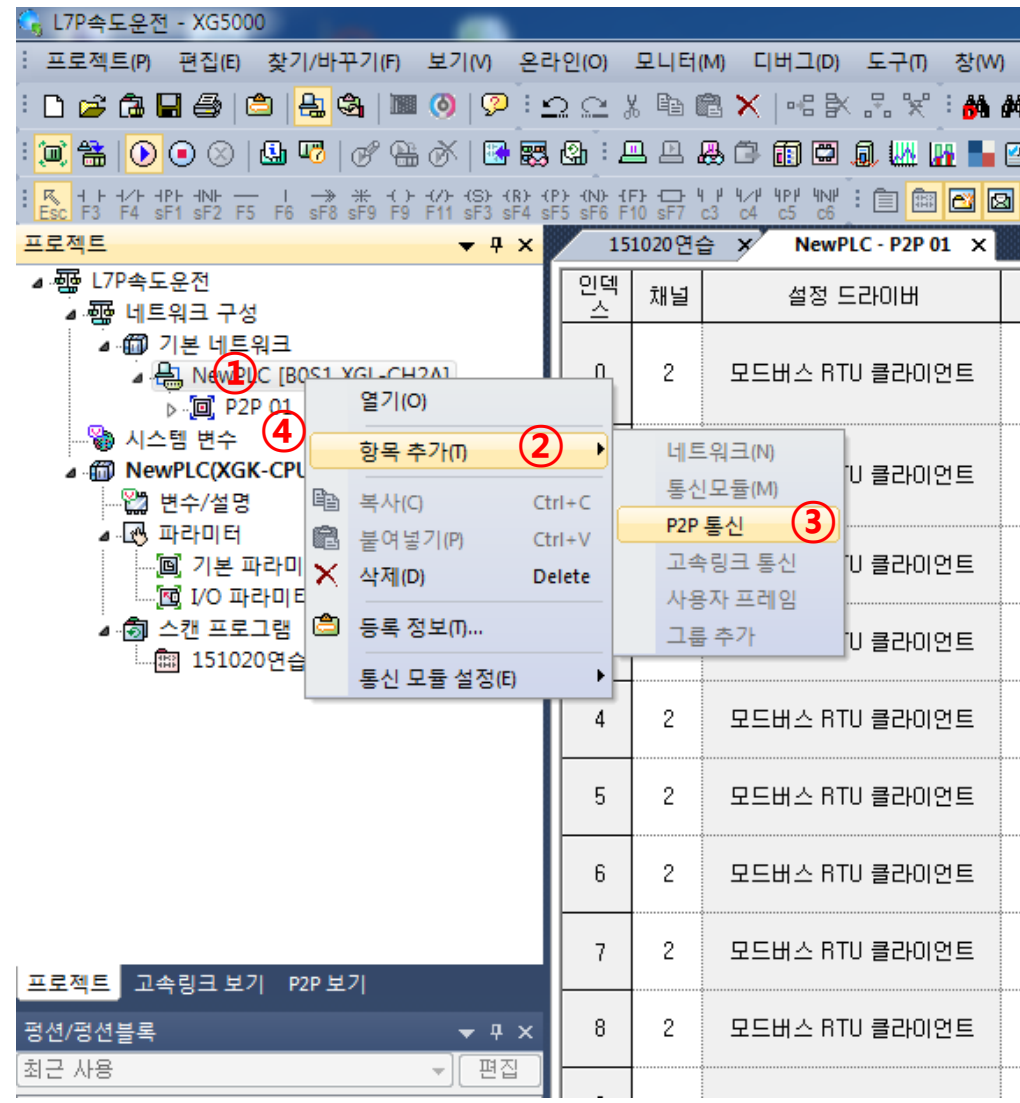 L7P속도운전 - XG5000
프로젝트(P) 편집(E) 찾기/바꾸기(F) 보기(V) 온라인(O) 모니터(M) 디버그(D) 도구(T) 창(W)
Esc F3 F4 sF1 sF2 F5 F6 sF8 sF9 F9 F11 sF3 sF4 sF5 sF6 F10 sF7 c3 c4 c5 c6
프로젝트
151020연습 NewPLC - P2P 01
L7P속도운전
네트워크 구성
기본 네트워크
① NewPLC [B0S1 XGL-CH2A]
P2P 01
④
시스템 변수
NewPLC(XGK-CPU
변수/설명
파라미터
기본 파라미
I/O 파라미터
스캔 프로그램
151020연습
열기(O)
항목 추가(T) ②
복사(C) Ctrl+C
붙여넣기(P) Ctrl+V
삭제(D) Delete
등록 정보(T)...
통신 모듈 설정(E)
네트워크(N)
통신모듈(M)
P2P 통신 ③
고속링크 통신
사용자 프레임
그룹 추가
인덱스 채널 설정 드라이버
0 2 모드버스 RTU 클라이언트
U 클라이언트
U 클라이언트
U 클라이언트
4 2 모드버스 RTU 클라이언트
5 2 모드버스 RTU 클라이언트
6 2 모드버스 RTU 클라이언트
7 2 모드버스 RTU 클라이언트
8 2 모드버스 RTU 클라이언트
프로젝트 고속링크 보기 P2P 보기
펑션/펑션블록
최근 사용 편집